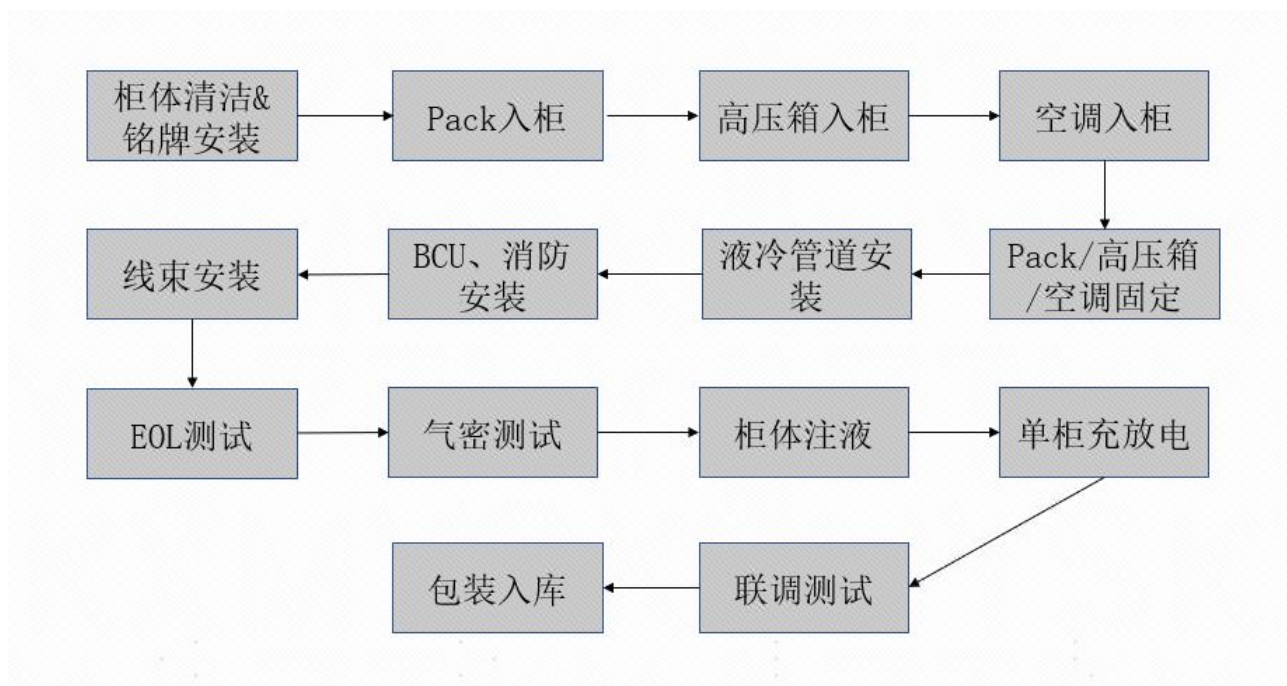 柜体清洁&
铭牌安装
Pack入柜
高压箱入柜
空调入柜
Pack/高压箱
/空调固定
液冷管道安
装
BCU、消防
安装
线束安装
EOL测试
气密测试
柜体注液
单柜充放电
联调测试
包装入库